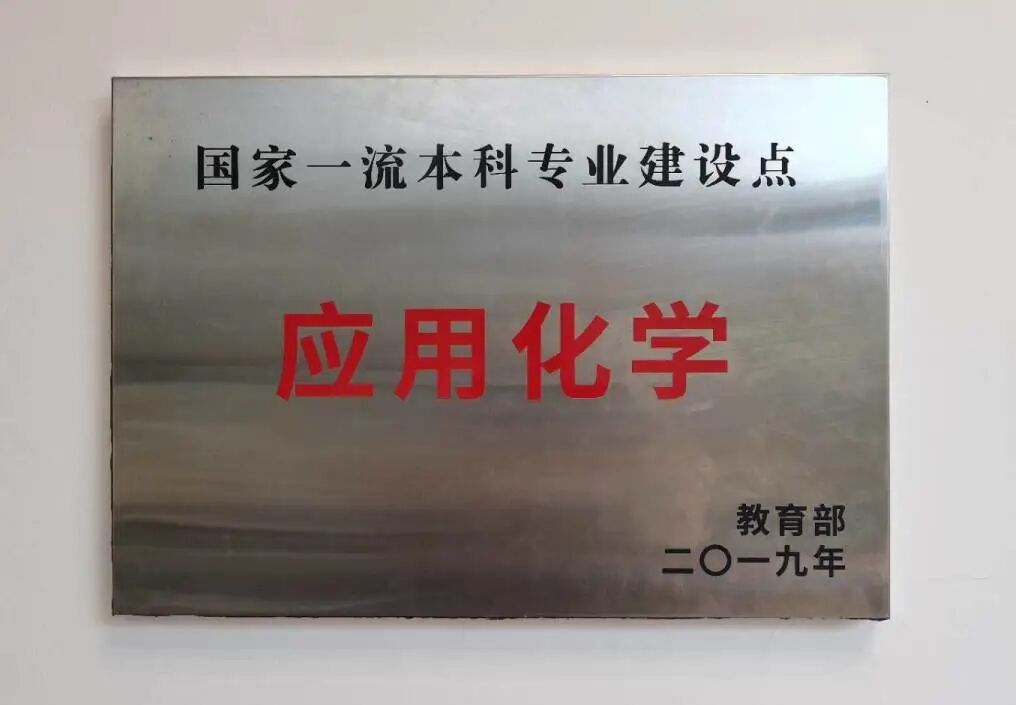 国家一流本科专业建设点
应用化学
教育部
二〇一九年